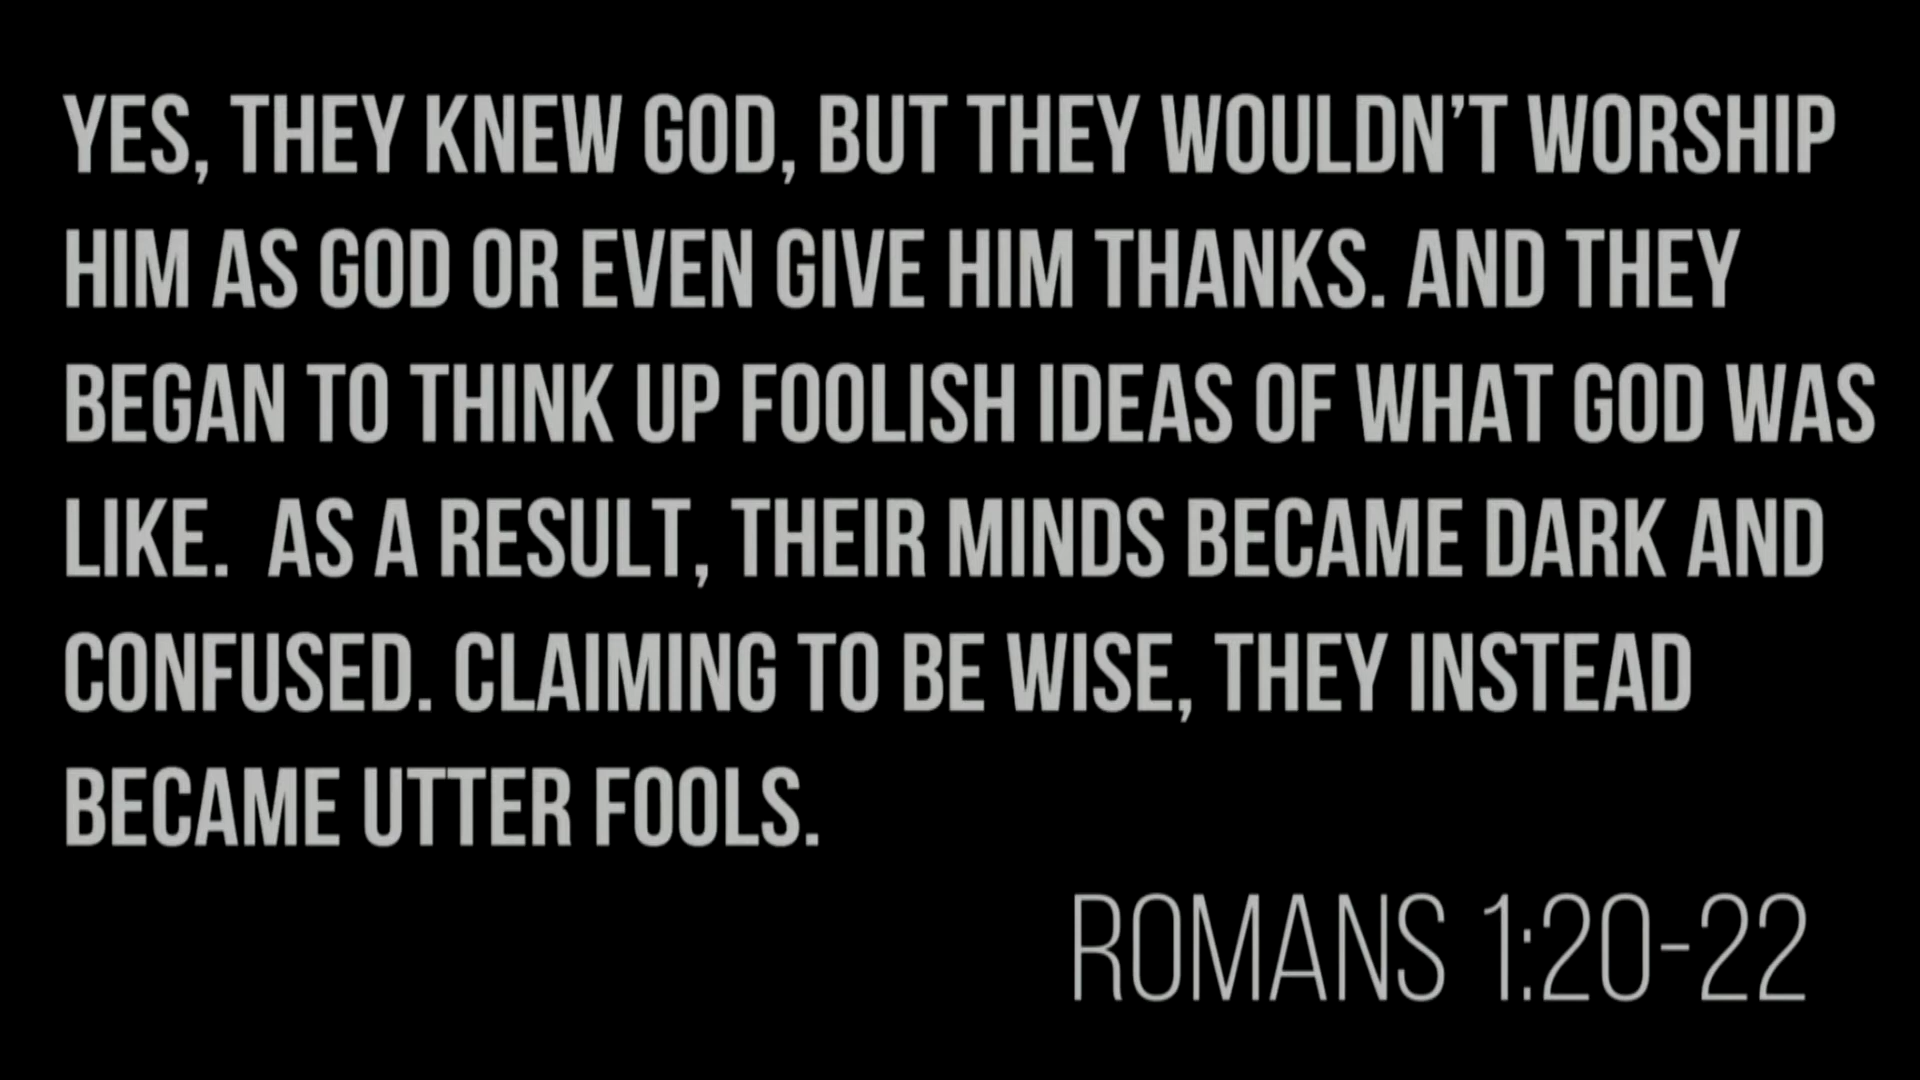 YES, THEY KNEW GOD, BUT THEY WOULDN'T WORSHIP
HIM AS GOD OR EVEN GIVE HIM THANKS. AND THEY
BEGAN TO THINK UP FOOLISH IDEAS OF WHAT GOD WAS
LIKE.  AS A RESULT, THEIR MINDS BECAME DARK AND
CONFUSED. CLAIMING TO BE WISE, THEY INSTEAD
BECAME UTTER FOOLS.
ROMANS 1:20-22